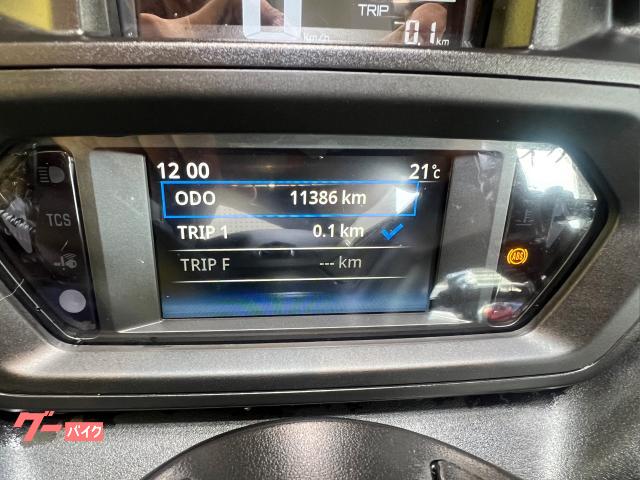 TRIP
km/h
0.1 km
12 00
21°c
ODO 11386 km
TRIP 1 0.1 km
TRIP F --- km
TCS
ABS
グーバイク